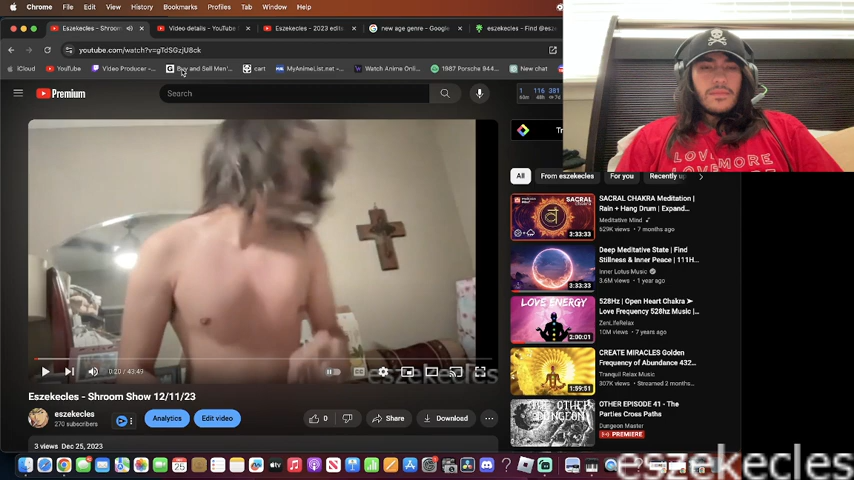 Chrome File Edit View History Bookmarks Profiles Tab Window Help
Eszekecles - Shroom Video details - YouTube Eszekecles - 2023 edit new age genre - Google eszekecles - Find @esze
youtube.com/watch?v=gTdSGzjU8ck
iCloud YouTube Video Producer -... Buy and Sell Men'... cart MyAnimeList.net -... Watch Anime Onli... 1987 Porsche 944... New chat
Premium
Search
1 116 381
LOVE MORE
All From eszekecles For you Recently
SACRAL CHAKRA Meditation |
Rain + Hang Drum | Expand...
Meditative Mind
629K views • 7 months ago
3:33:33
Deep Meditative State | Find
Stillness & Inner Peace | 111H...
Inner Lotus Music
3.6M views • 1 year ago
3:33:33
LOVE ENERGY
528Hz | Open Heart Chakra ➤
Love Frequency 528hz Music |...
ZenLifeRelax
10M views • 7 years ago
2:00:01
CREATE MIRACLES Golden
Frequency of Abundance 432...
Tranquil Relax Music
307K views • Streamed 2 months...
1:59:51
OTHER EPISODE 41 - The
Parties Cross Paths
Dungeon Master
PREMIERE
0:20 / 43:49
eszekecles
Eszekecles - Shroom Show 12/11/23
eszekecles
270 subscribers
Analytics Edit video 0 Share Download
3 views Dec 25, 2023
25
eszekecles